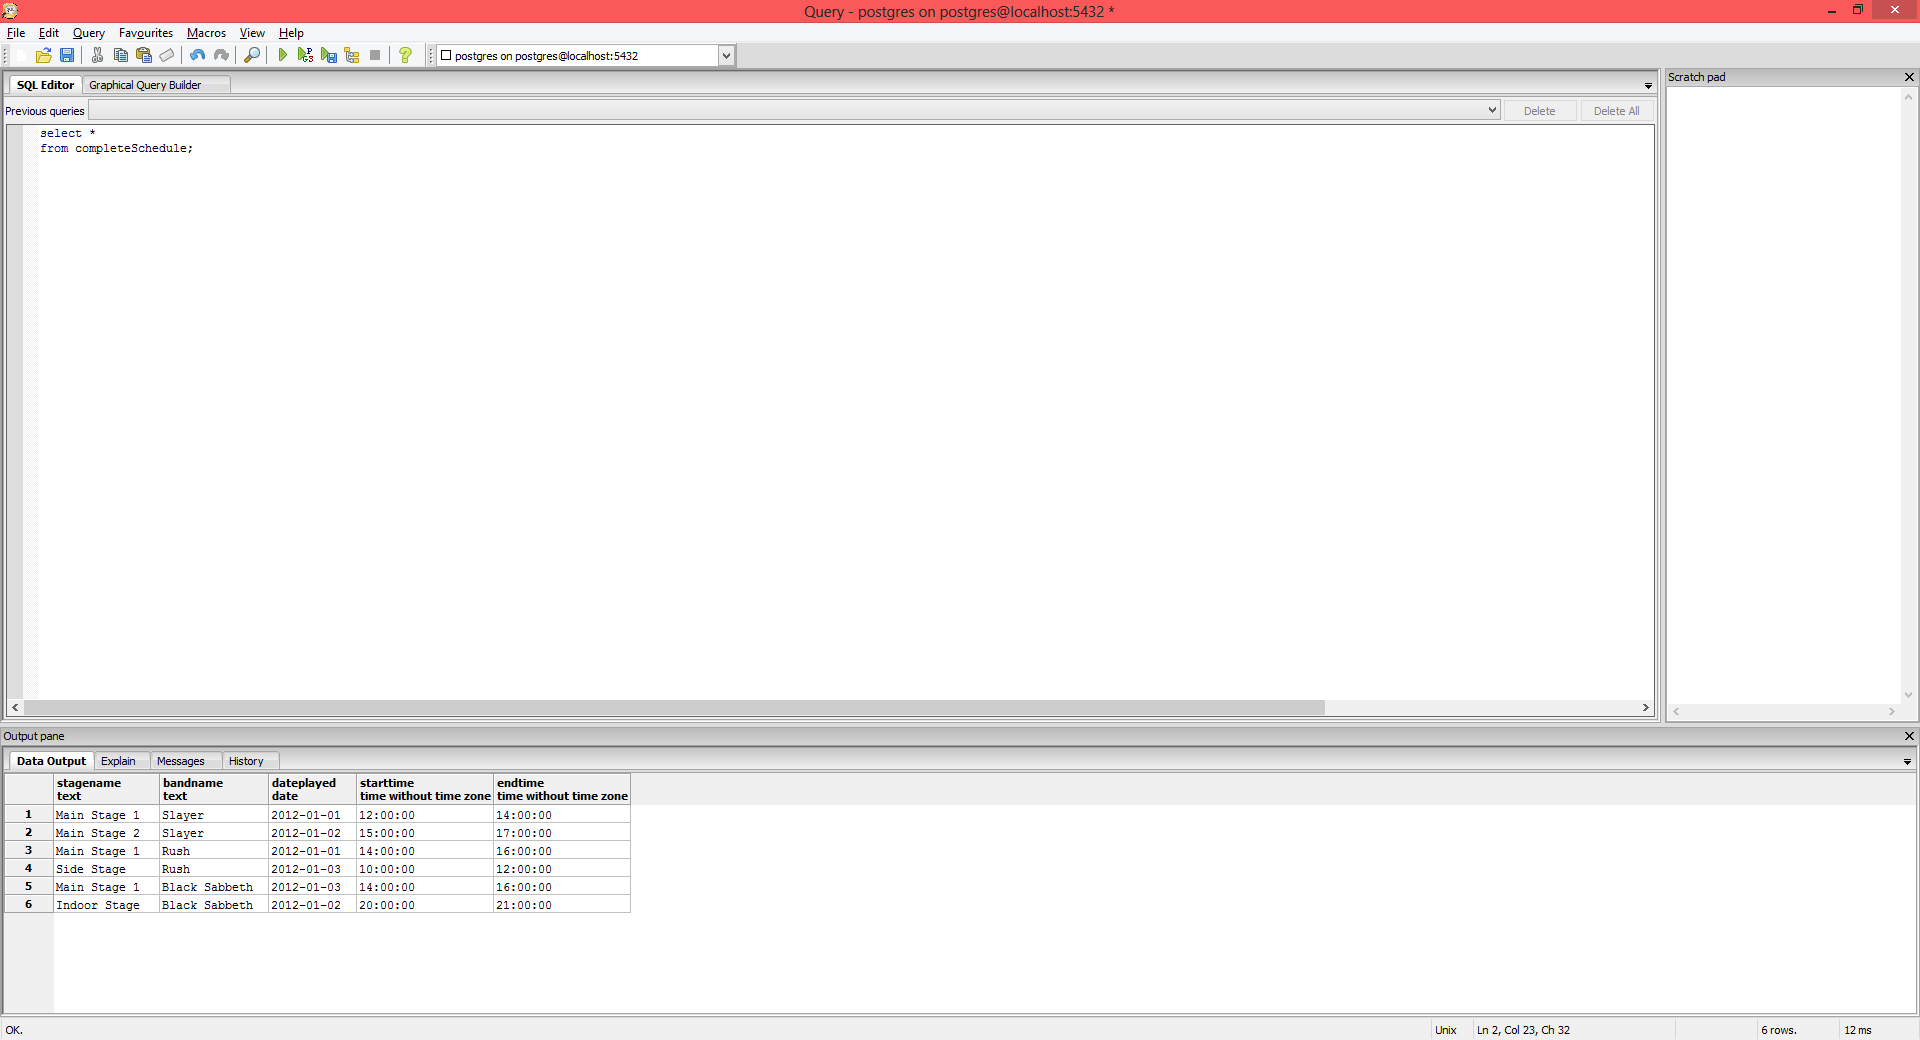 Query - postgres on postgres@localhost:5432 *
File Edit Query Favourites Macros View Help
postgres on postgres@localhost:5432
SQL Editor Graphical Query Builder
Scratch pad
Previous queries Delete Delete All
select *
from completeSchedule;
Output pane
Data Output Explain Messages History
stagename bandname dateplayed starttime endtime
text text date time without time zone time without time zone
1 Main Stage 1 Slayer 2012-01-01 12:00:00 14:00:00
2 Main Stage 2 Slayer 2012-01-02 15:00:00 17:00:00
3 Main Stage 1 Rush 2012-01-01 14:00:00 16:00:00
4 Side Stage Rush 2012-01-03 10:00:00 12:00:00
5 Main Stage 1 Black Sabbeth 2012-01-03 14:00:00 16:00:00
6 Indoor Stage Black Sabbeth 2012-01-02 20:00:00 21:00:00
OK. Unix Ln 2, Col 23, Ch 32 6 rows. 12 ms